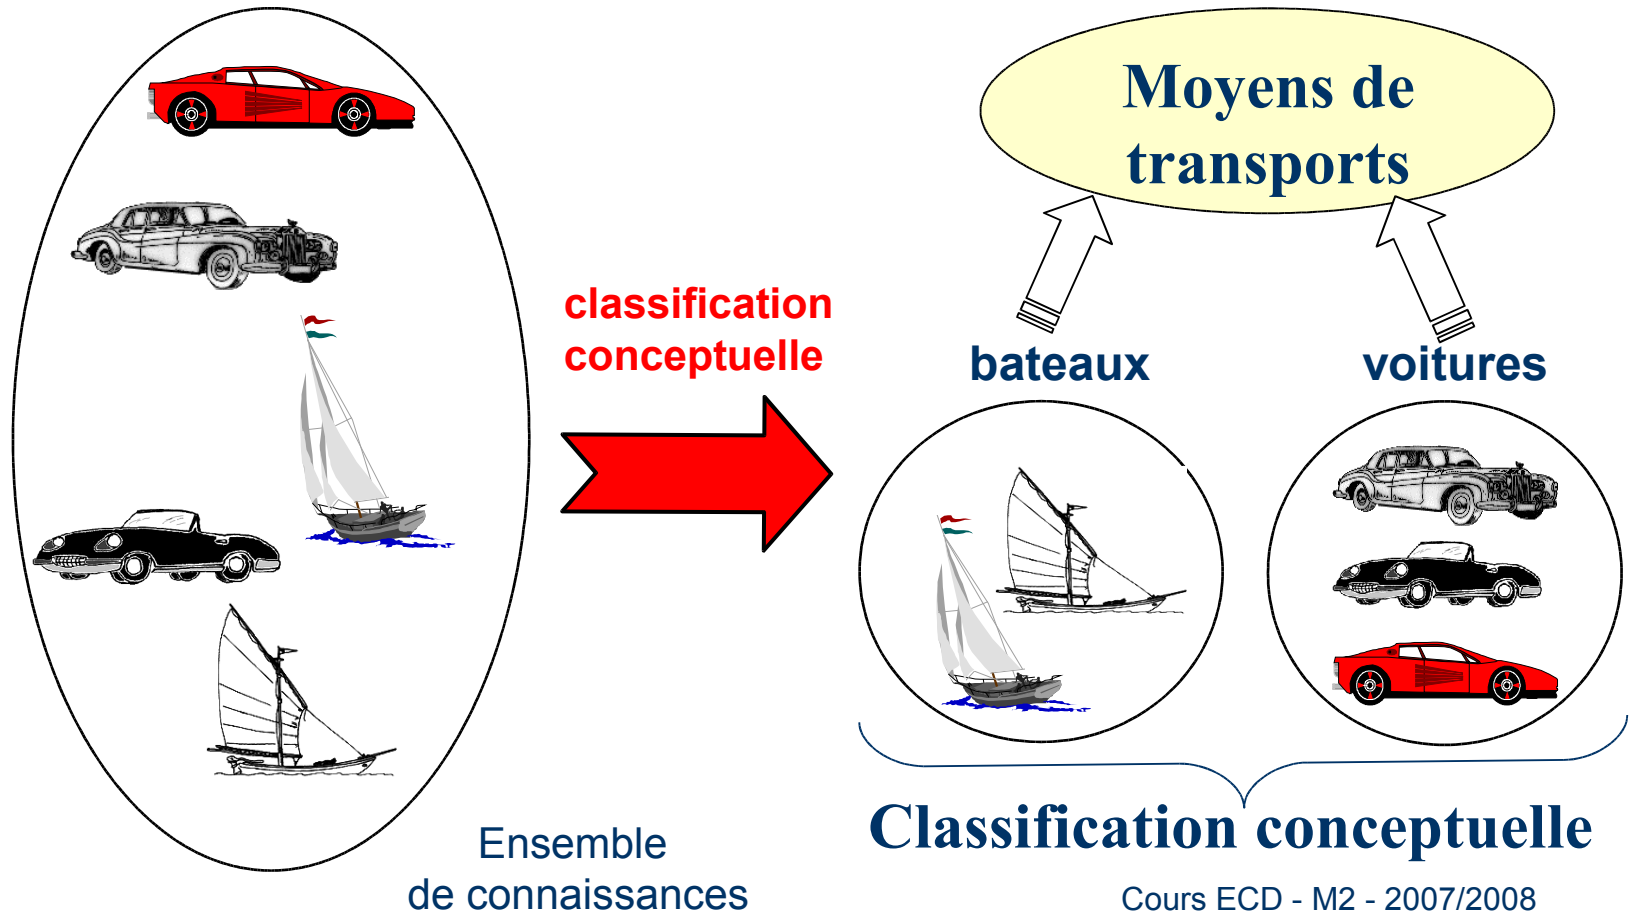 Moyens de
transports
classification
conceptuelle
bateaux
voitures
Classification conceptuelle
Ensemble
de connaissances
Cours ECD - M2 - 2007/2008